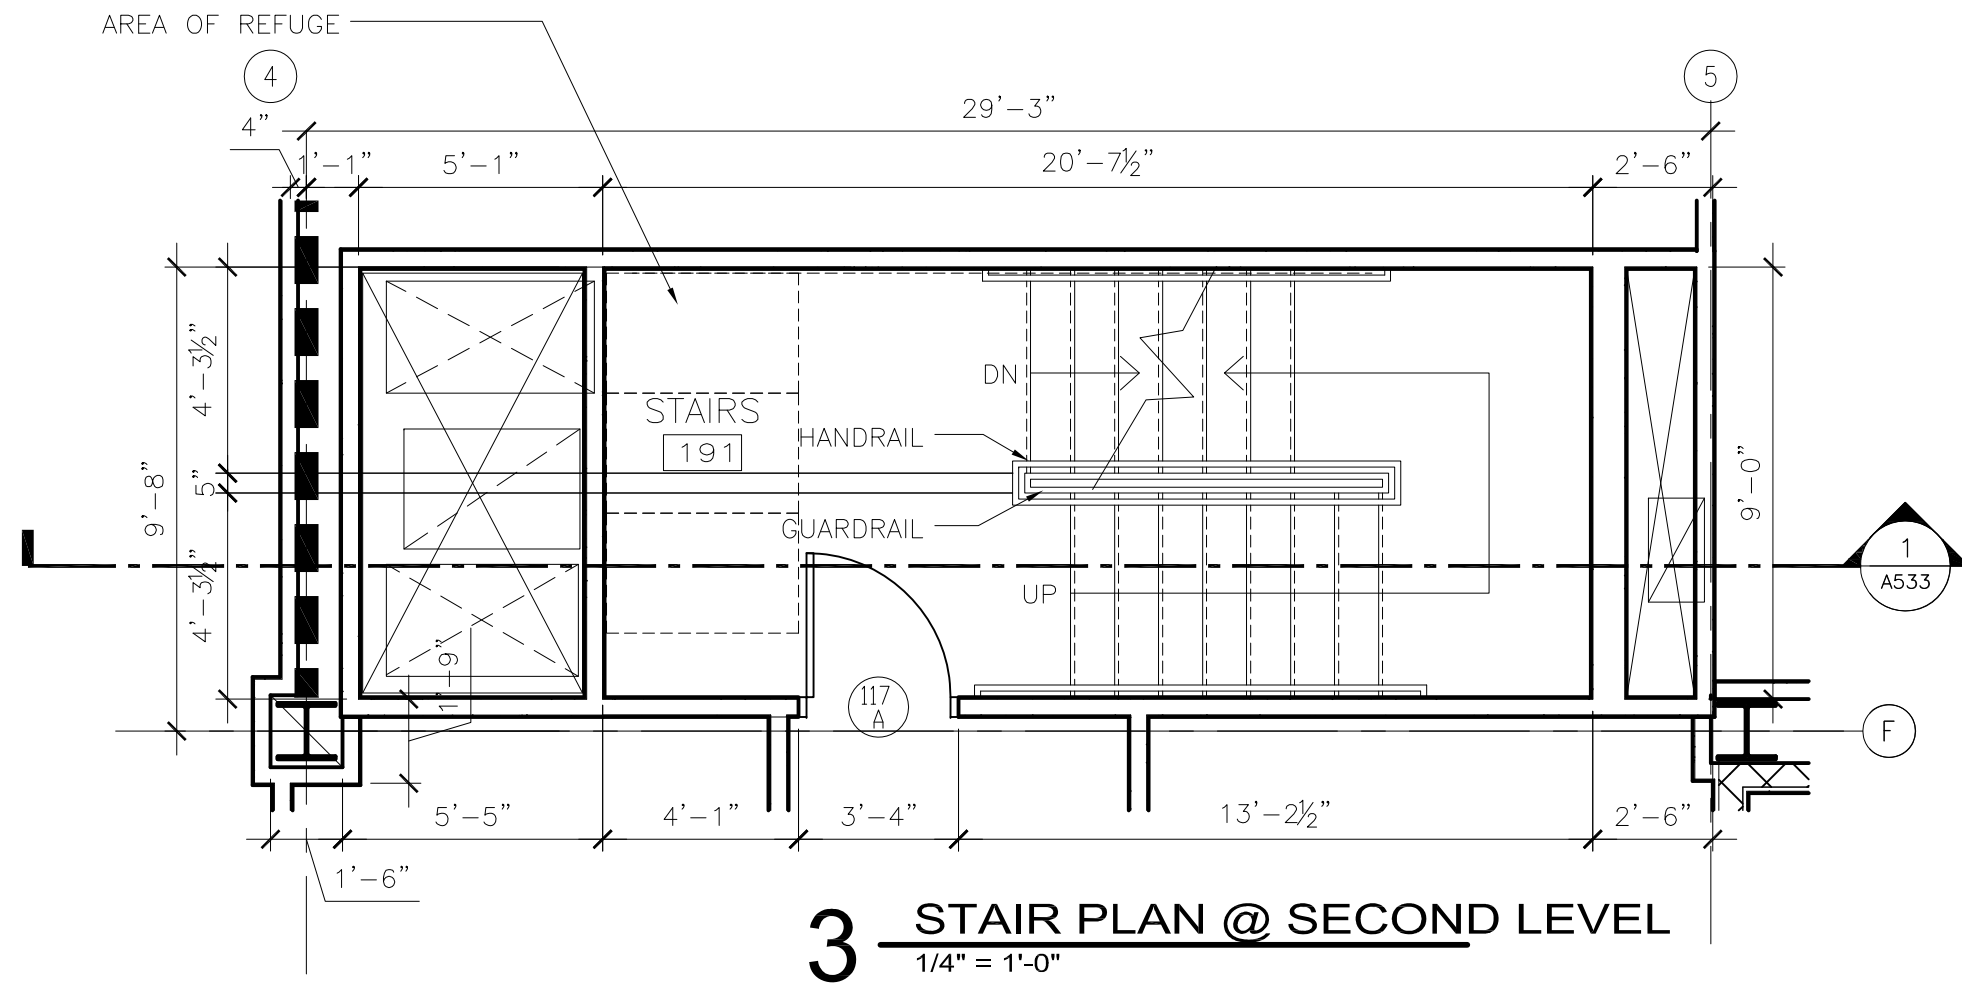 AREA OF REFUGE
4
5
29'-3"
4"
1'-1"
5'-1"
20'-7½"
2'-6"
4'-3½"
DN
STAIRS
191
HANDRAIL
9'-8"
5"
9'-0"
GUARDRAIL
1
A533
4'-3½"
UP
1'-9"
117
A
F
5'-5"
4'-1"
3'-4"
13'-2½"
2'-6"
1'-6"
3
STAIR PLAN @ SECOND LEVEL
1/4" = 1'-0"